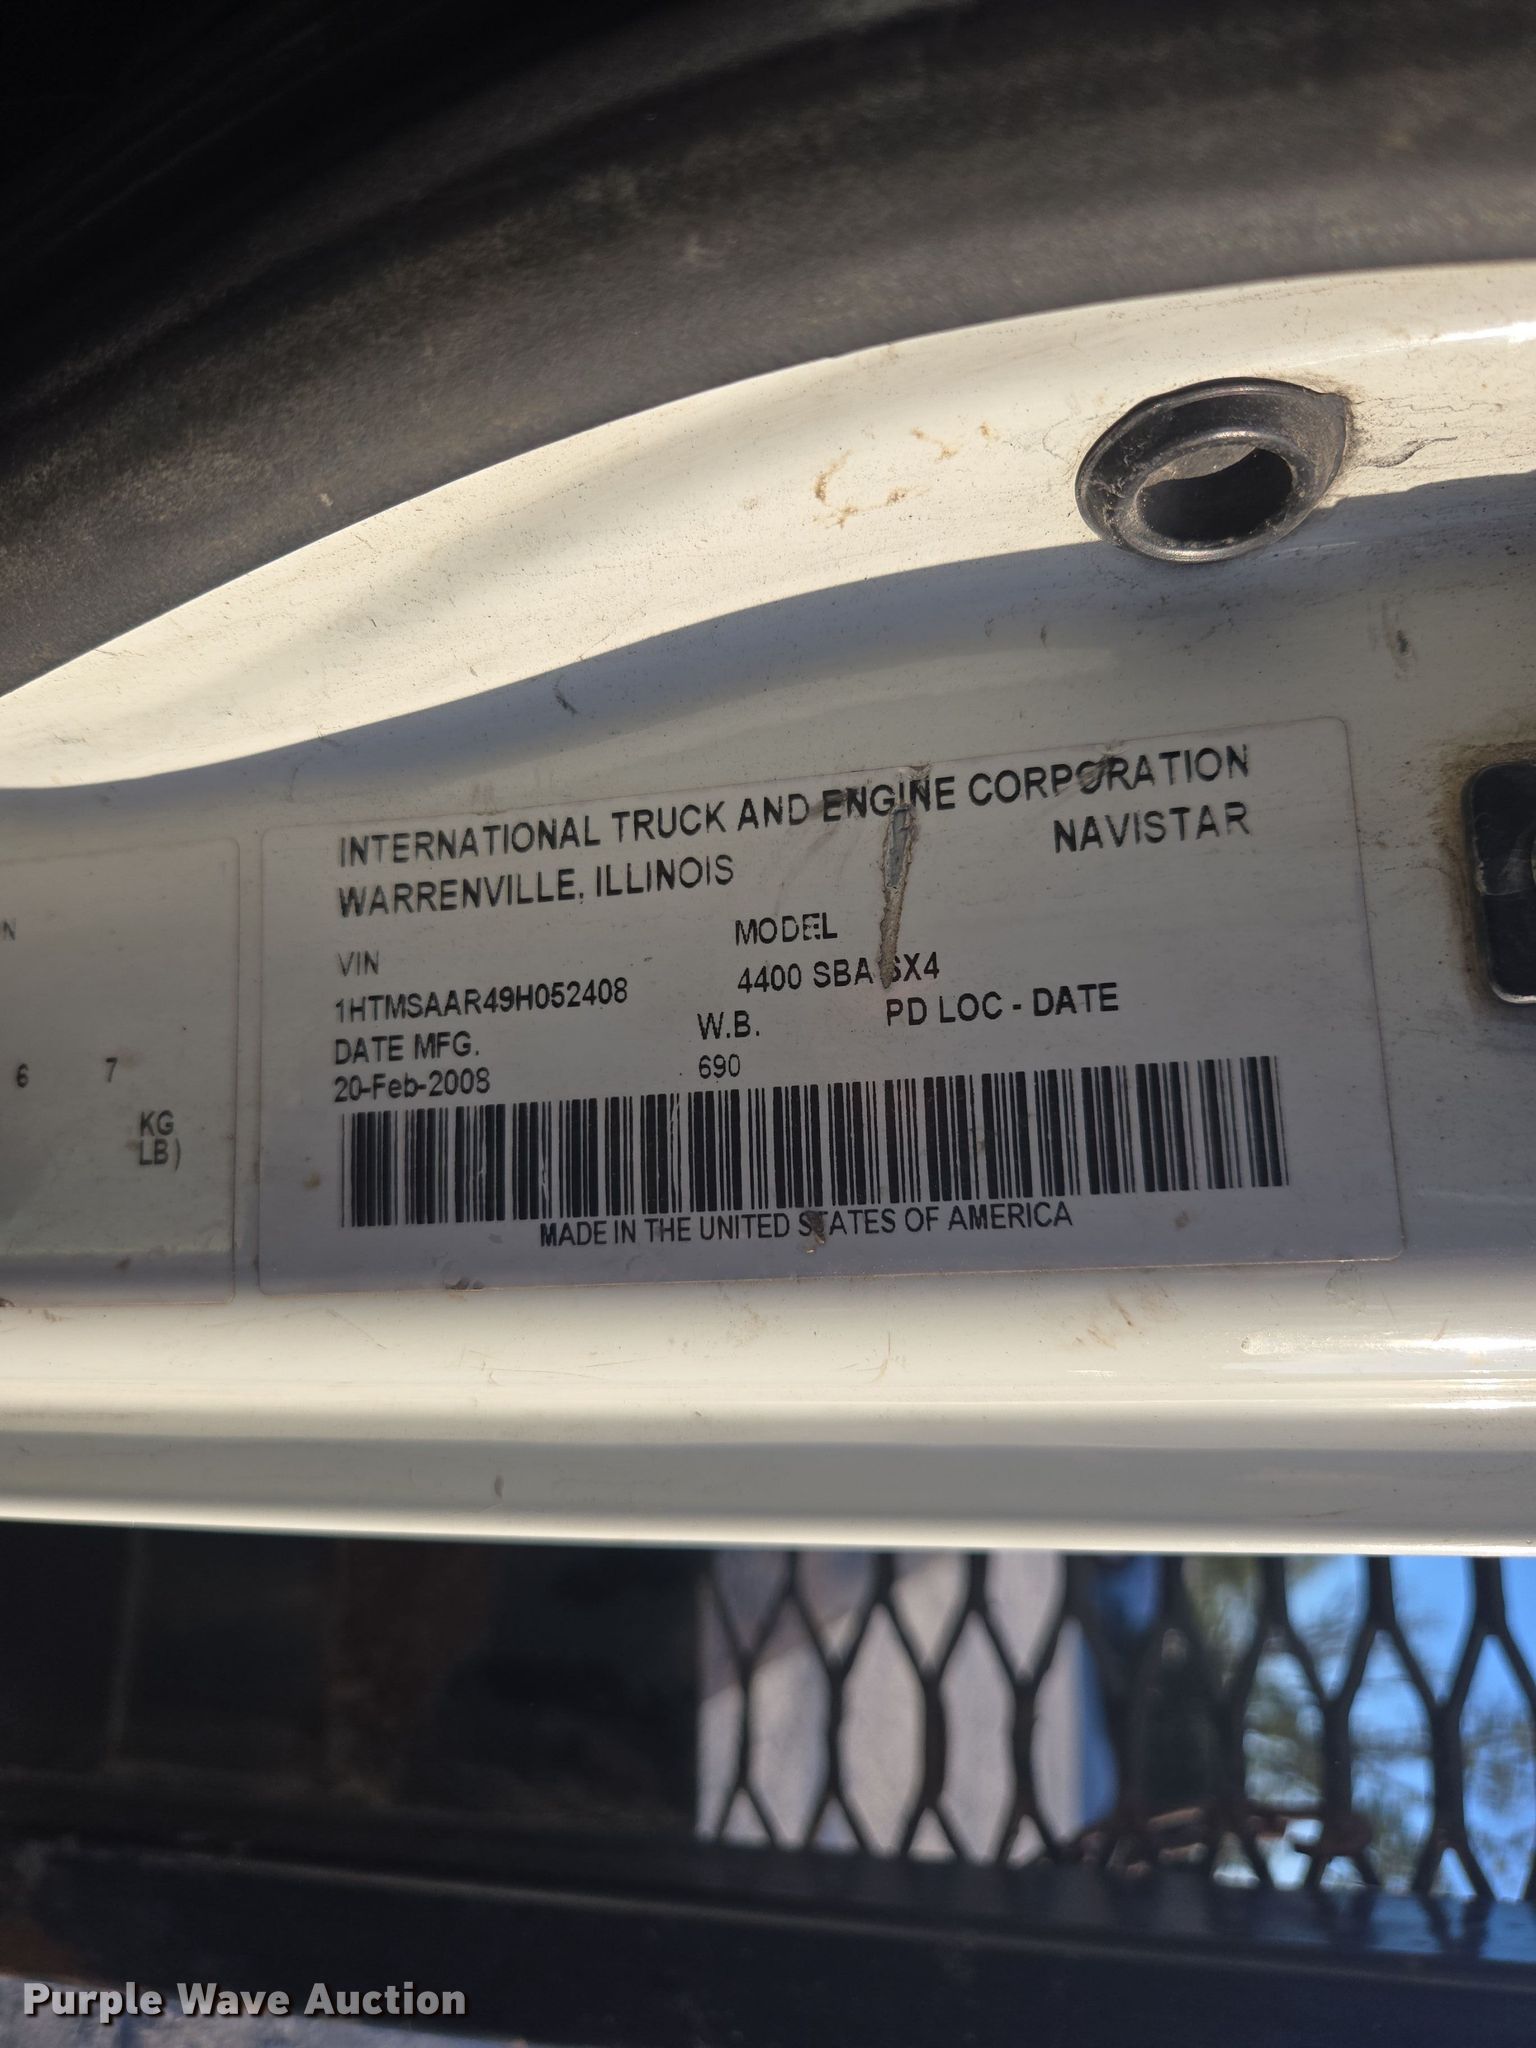 INTERNATIONAL TRUCK AND ENGINE CORPORATION
WARRENVILLE, ILLINOIS NAVISTAR
VIN MODEL
1HTMSAAR49H052408 4400 SBA 6X4
DATE MFG. W.B. PD LOC - DATE
20-Feb-2008 690
MADE IN THE UNITED STATES OF AMERICA
N
6 7
KG
LB)
Purple Wave Auction